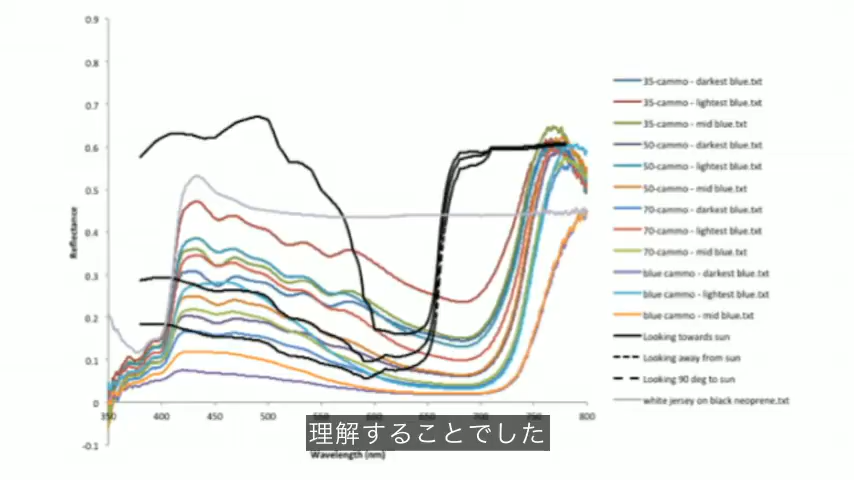 0.9
0.8
0.7
0.6
0.5
0.4
0.3
0.2
0.1
0
-0.1
Reflectance
350 400 450 500 550 600 650 700 750 800
Wavelength (nm)
35-cammo - darkest blue.txt
35-cammo - lightest blue.txt
35-cammo - mid blue.txt
50-cammo - darkest blue.txt
50-cammo - lightest blue.txt
50-cammo - mid blue.txt
70-cammo - darkest blue.txt
70-cammo - lightest blue.txt
70-cammo - mid blue.txt
blue cammo - darkest blue.txt
blue cammo - lightest blue.txt
blue cammo - mid blue.txt
Looking towards sun
Looking away from sun
Looking 90 deg to sun
white jersey on black neoprene.txt
理解することでした